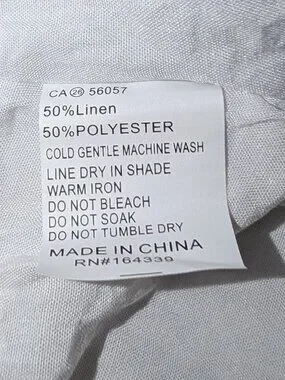 CA 26 56057
50%Linen
50%POLYESTER
COLD GENTLE MACHINE WASH
LINE DRY IN SHADE
WARM IRON
DO NOT BLEACH
DO NOT SOAK
DO NOT TUMBLE DRY
MADE IN CHINA
RN#164339